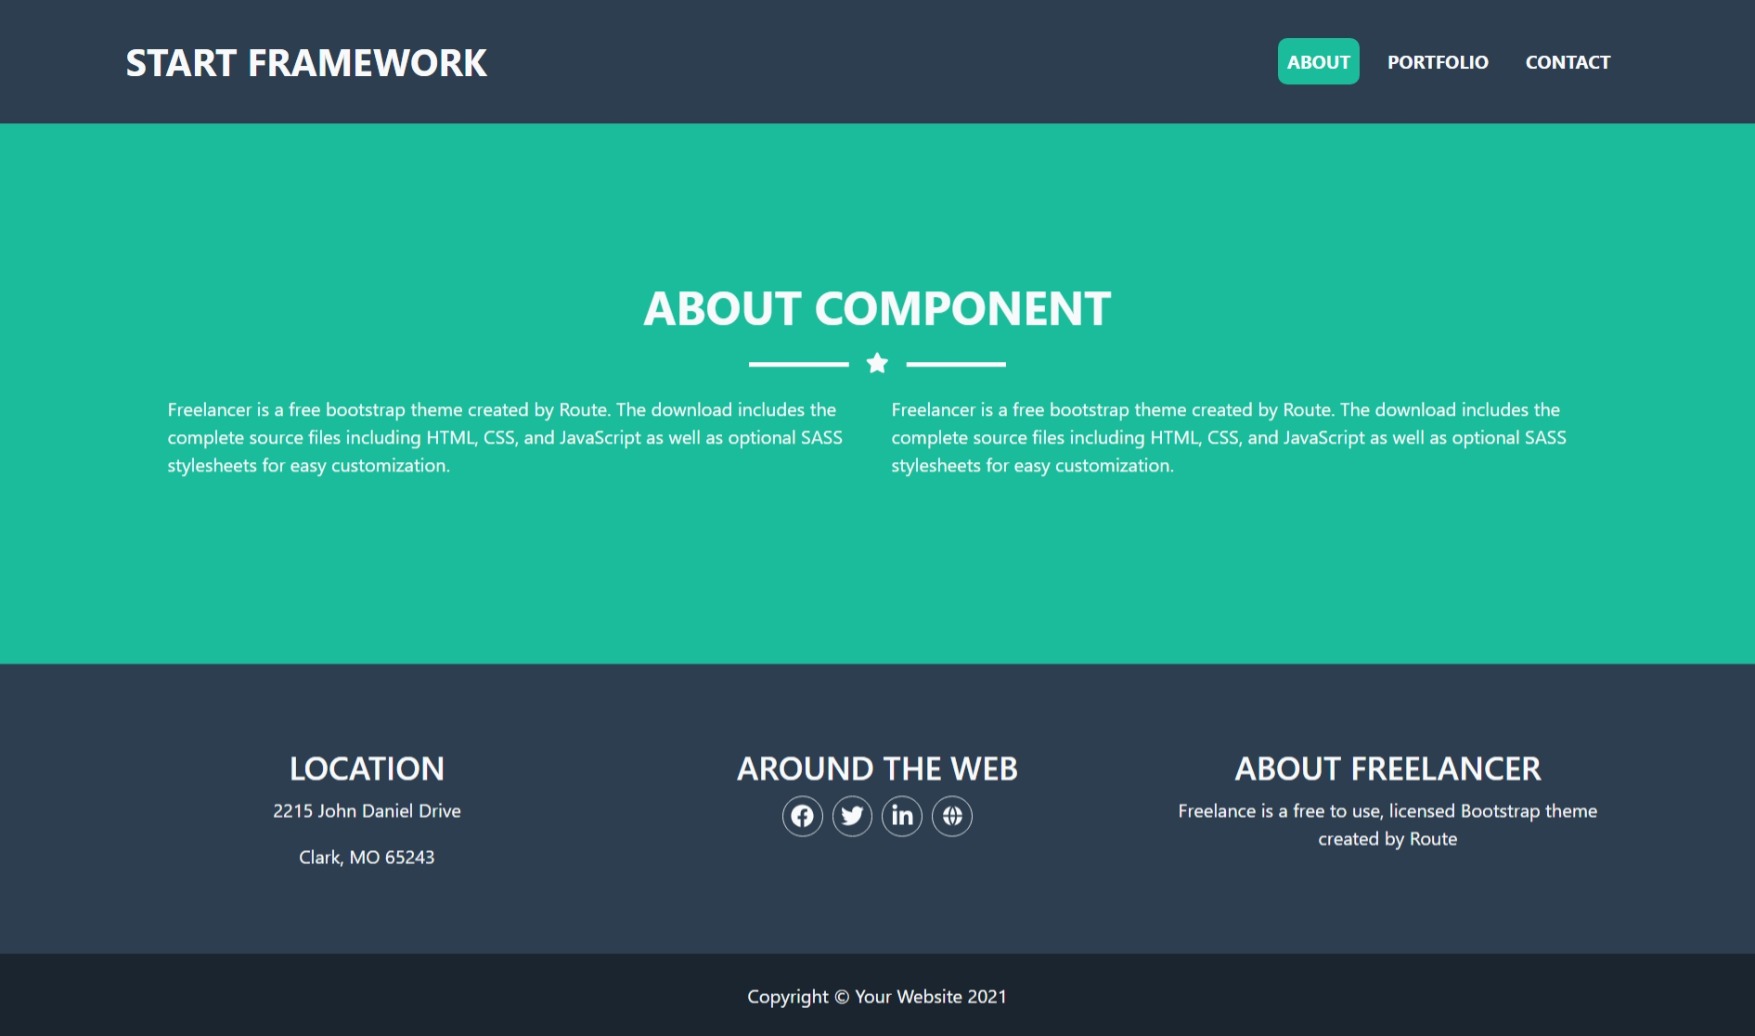 START FRAMEWORK
ABOUT
PORTFOLIO
CONTACT
ABOUT COMPONENT
Freelancer is a free bootstrap theme created by Route. The download includes the
complete source files including HTML, CSS, and JavaScript as well as optional SASS
stylesheets for easy customization.
Freelancer is a free bootstrap theme created by Route. The download includes the
complete source files including HTML, CSS, and JavaScript as well as optional SASS
stylesheets for easy customization.
LOCATION
2215 John Daniel Drive
Clark, MO 65243
AROUND THE WEB
ABOUT FREELANCER
Freelance is a free to use, licensed Bootstrap theme
created by Route
Copyright © Your Website 2021